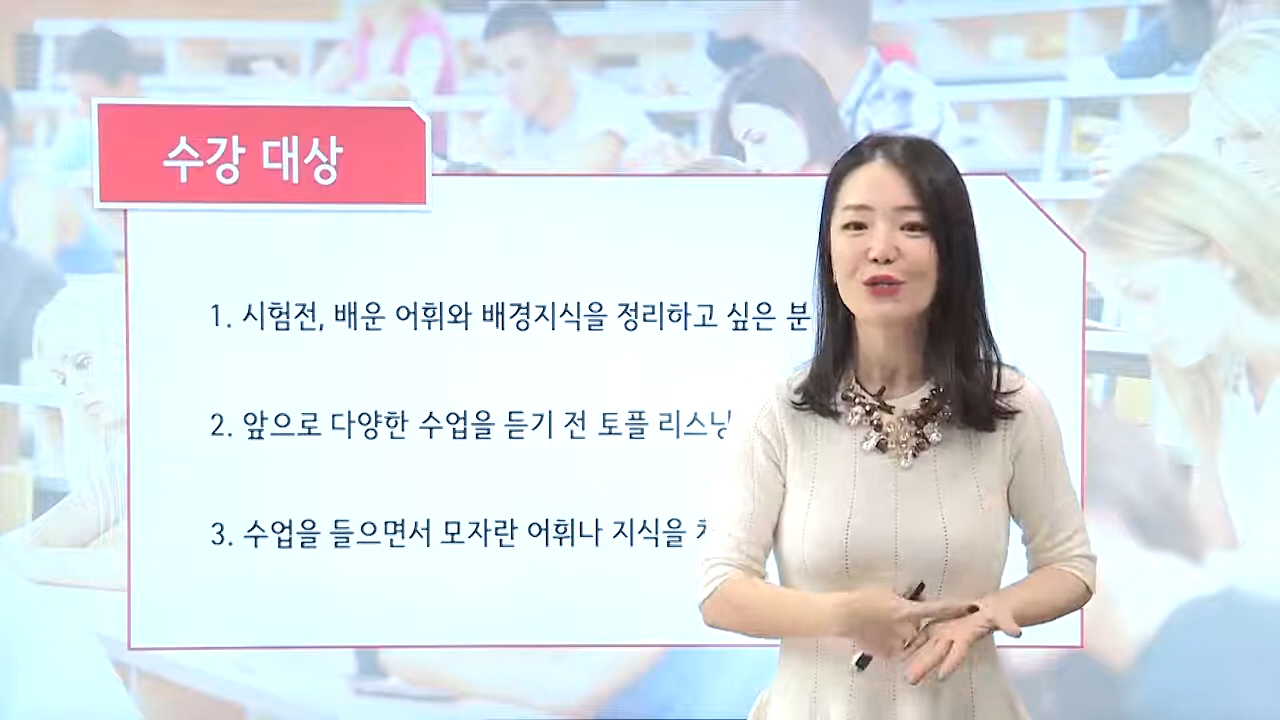 수강 대상
1. 시험전, 배운 어휘와 배경지식을 정리하고 싶은 분
2. 앞으로 다양한 수업을 듣기 전 토플 리스닝
3. 수업을 들으면서 모자란 어휘나 지식을